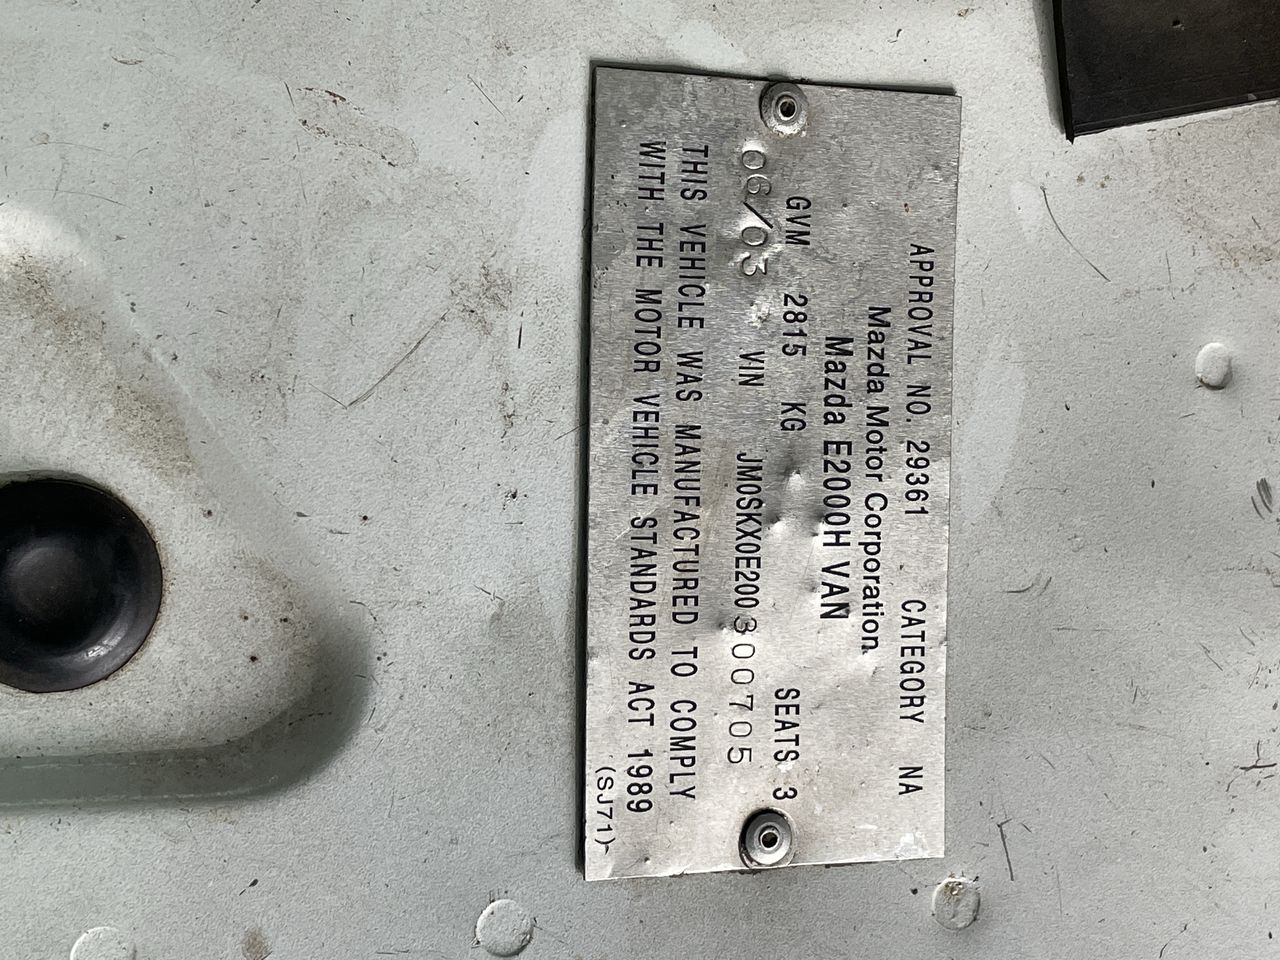 APPROVAL NO. 29361 CATEGORY NA
Mazda Motor Corporation
Mazda E2000H VAN
GVM 2815 KG SEATS 3
06/03 VIN JM0SKX0E200300705
THIS VEHICLE WAS MANUFACTURED TO COMPLY
WITH THE MOTOR VEHICLE STANDARDS ACT 1989
(SJ71)